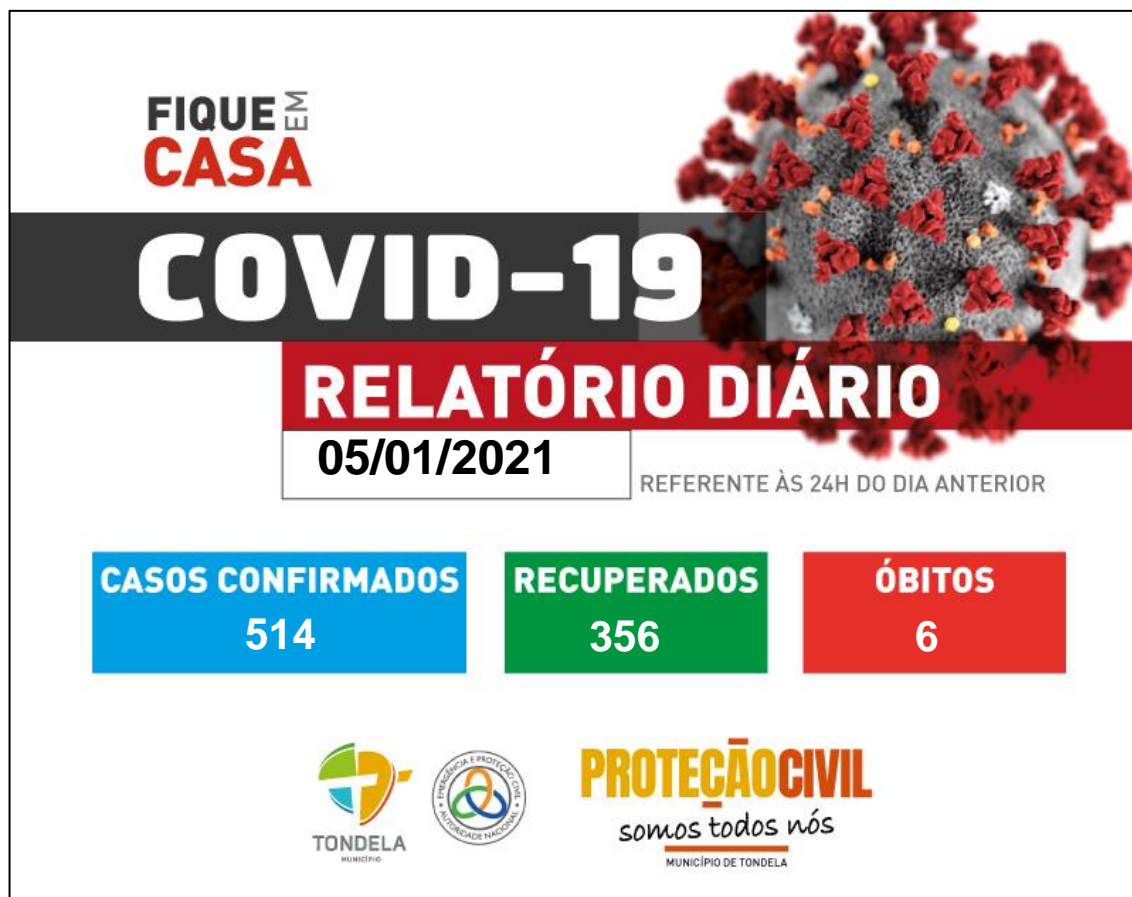 FIQUE EM
CASA
COVID-19
RELATÓRIO DIÁRIO
05/01/2021
REFERENTE ÀS 24H DO DIA ANTERIOR
CASOS CONFIRMADOS
514
RECUPERADOS
356
ÓBITOS
6
TONDELA
MUNICÍPIO
EMERGÊNCIA E PROTEÇÃO CIVIL
AUTORIDADE NACIONAL
PROTEÇÃOCIVIL
somos todos nós
MUNICÍPIO DE TONDELA